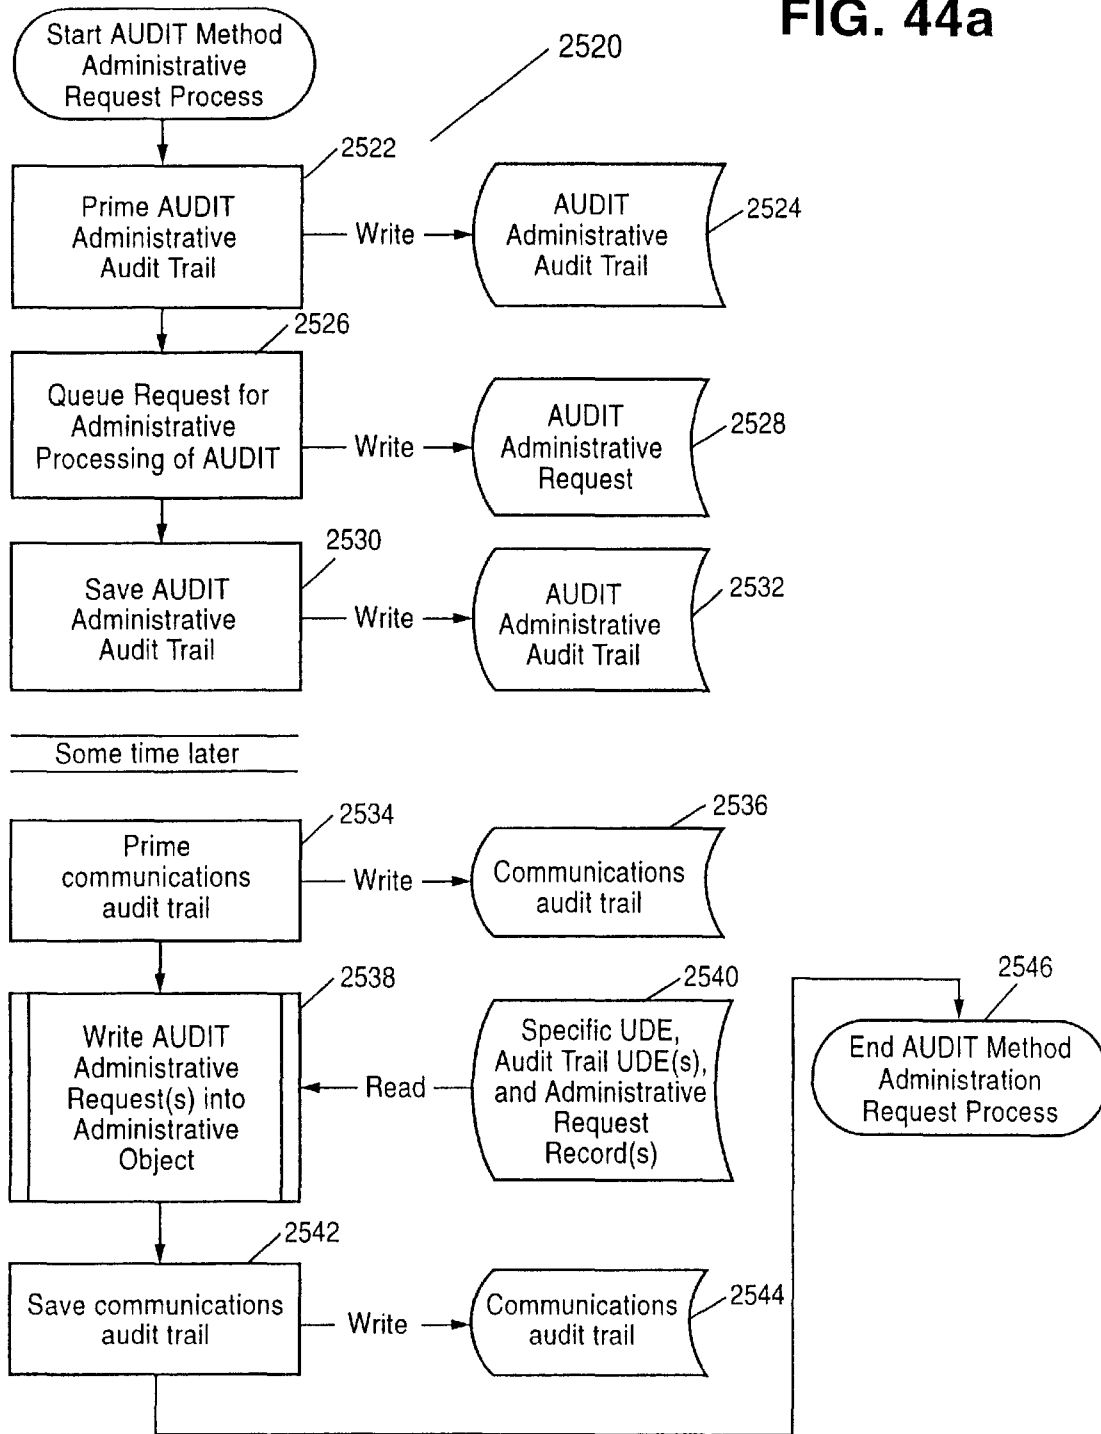 FIG. 44a
Start AUDIT Method
Administrative
Request Process
2520
2522
Prime AUDIT
Administrative
Audit Trail
Write
AUDIT
Administrative
Audit Trail
2524
2526
Queue Request for
Administrative
Processing of AUDIT
Write
AUDIT
Administrative
Request
2528
2530
Save AUDIT
Administrative
Audit Trail
Write
AUDIT
Administrative
Audit Trail
2532
Some time later
2534
Prime
communications
audit trail
Write
2536
Communications
audit trail
2538
Write AUDIT
Administrative
Request(s) into
Administrative
Object
Read
2540
Specific UDE,
Audit Trail UDE(s),
and Administrative
Request
Record(s)
2542
Save communications
audit trail
Write
Communications
audit trail
2544
2546
End AUDIT Method
Administration
Request Process